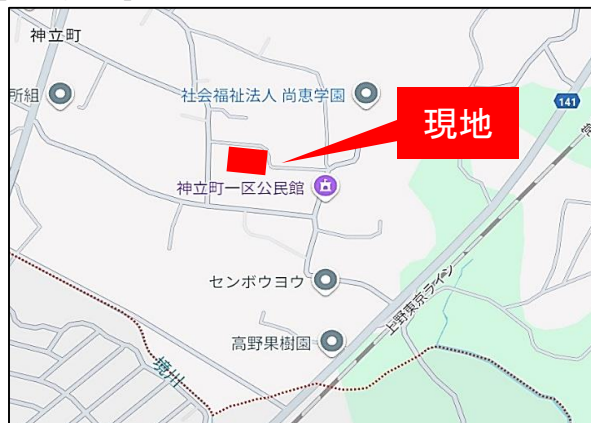 神立町
所組
社会福祉法人 尚恵学園
141
現地
神立町一区公民館
センボウヨウ
上野東京ライン
高野果樹園
境川